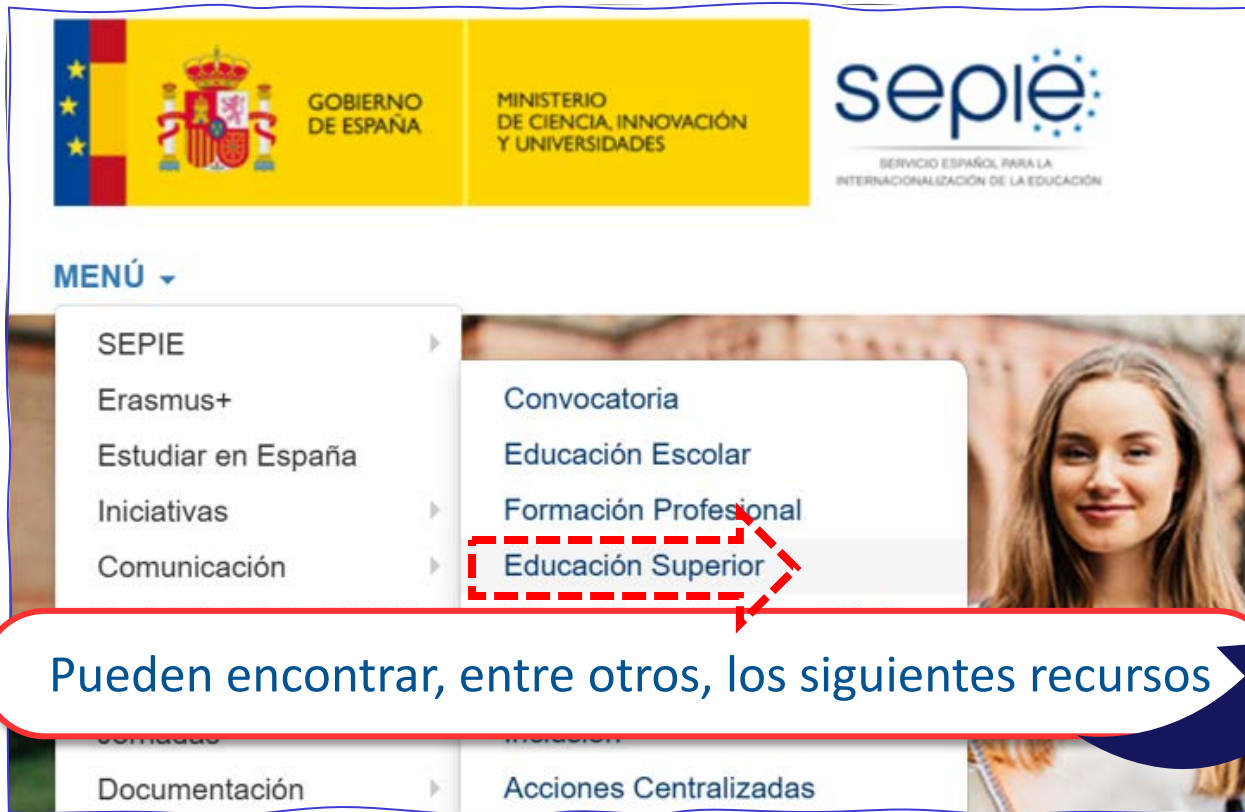 GOBIERNO
DE ESPAÑA
MINISTERIO
DE CIENCIA, INNOVACIÓN
Y UNIVERSIDADES
sepie
SERVICIO ESPAÑOL PARA LA
INTERNACIONALIZACIÓN DE LA EDUCACIÓN
MENÚ
SEPIE
Erasmus+
Estudiar en España
Iniciativas
Comunicación
Convocatoria
Educación Escolar
Formación Profesional
Educación Superior
Pueden encontrar, entre otros, los siguientes recursos
Jornadas
Inclusión
Documentación
Acciones Centralizadas